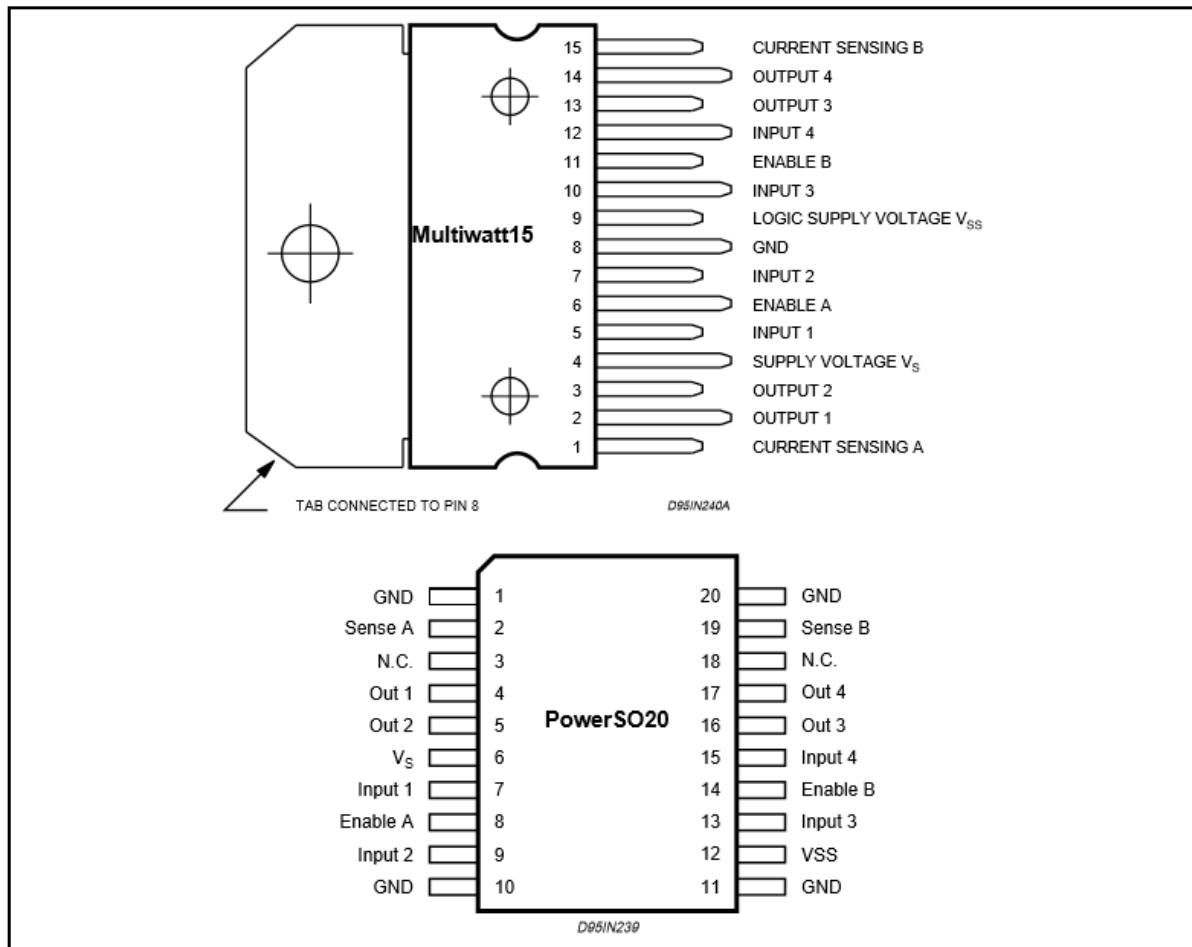 15 CURRENT SENSING B
14 OUTPUT 4
13 OUTPUT 3
12 INPUT 4
11 ENABLE B
10 INPUT 3
9 LOGIC SUPPLY VOLTAGE VSS
Multiwatt15
8 GND
7 INPUT 2
6 ENABLE A
5 INPUT 1
4 SUPPLY VOLTAGE VS
3 OUTPUT 2
2 OUTPUT 1
1 CURRENT SENSING A
TAB CONNECTED TO PIN 8
D95IN240A
GND 1 20 GND
Sense A 2 19 Sense B
N.C. 3 18 N.C.
Out 1 4 17 Out 4
PowerSO20
Out 2 5 16 Out 3
VS 6 15 Input 4
Input 1 7 14 Enable B
Enable A 8 13 Input 3
Input 2 9 12 VSS
GND 10 11 GND
D95IN239